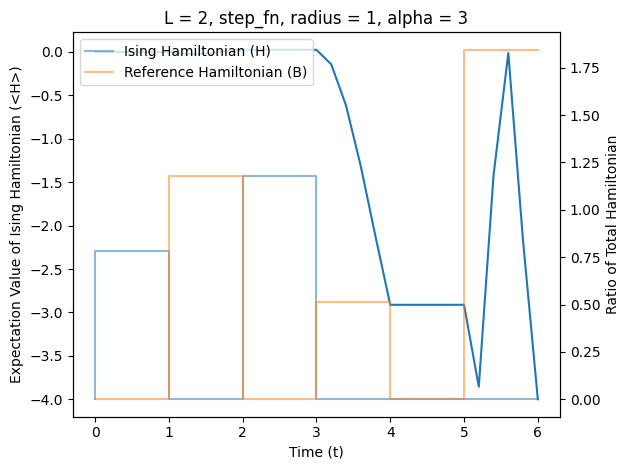 L = 2, step_fn, radius = 1, alpha = 3
Ising Hamiltonian (H)
Reference Hamiltonian (B)
Expectation Value of Ising Hamiltonian (<H>)
0.0
−0.5
−1.0
−1.5
−2.0
−2.5
−3.0
−3.5
−4.0
1.75
1.50
1.25
1.00
0.75
0.50
0.25
0.00
Ratio of Total Hamiltonian
0 1 2 3 4 5 6
Time (t)